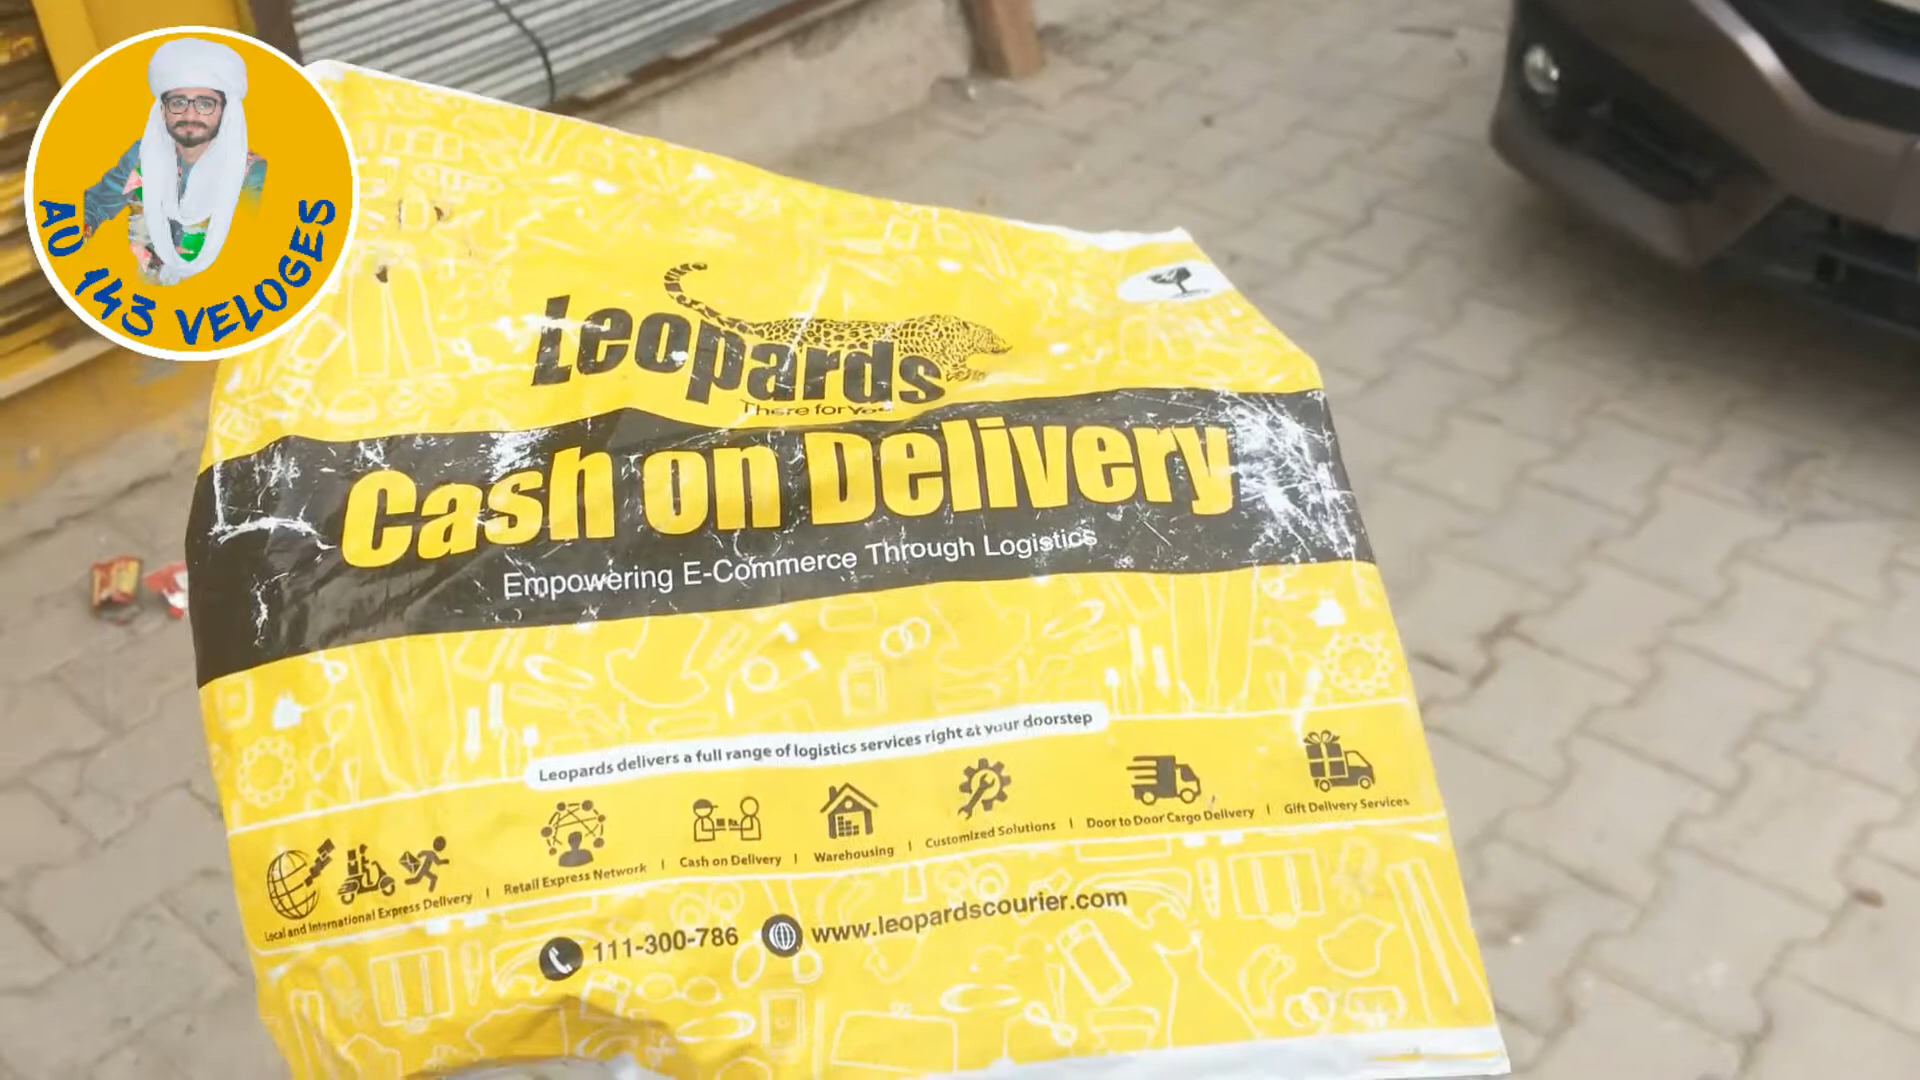 AU 143 VELOGES
Leopards
There for You
Cash on Delivery
Empowering E-Commerce Through Logistics
Leopards delivers a full range of logistics services right at your doorstep
Local and International Express Delivery | Retail Express Network | Cash on Delivery | Warehousing | Customized Solutions | Door to Door Cargo Delivery | Gift Delivery Services
111-300-786 www.leopardscourier.com